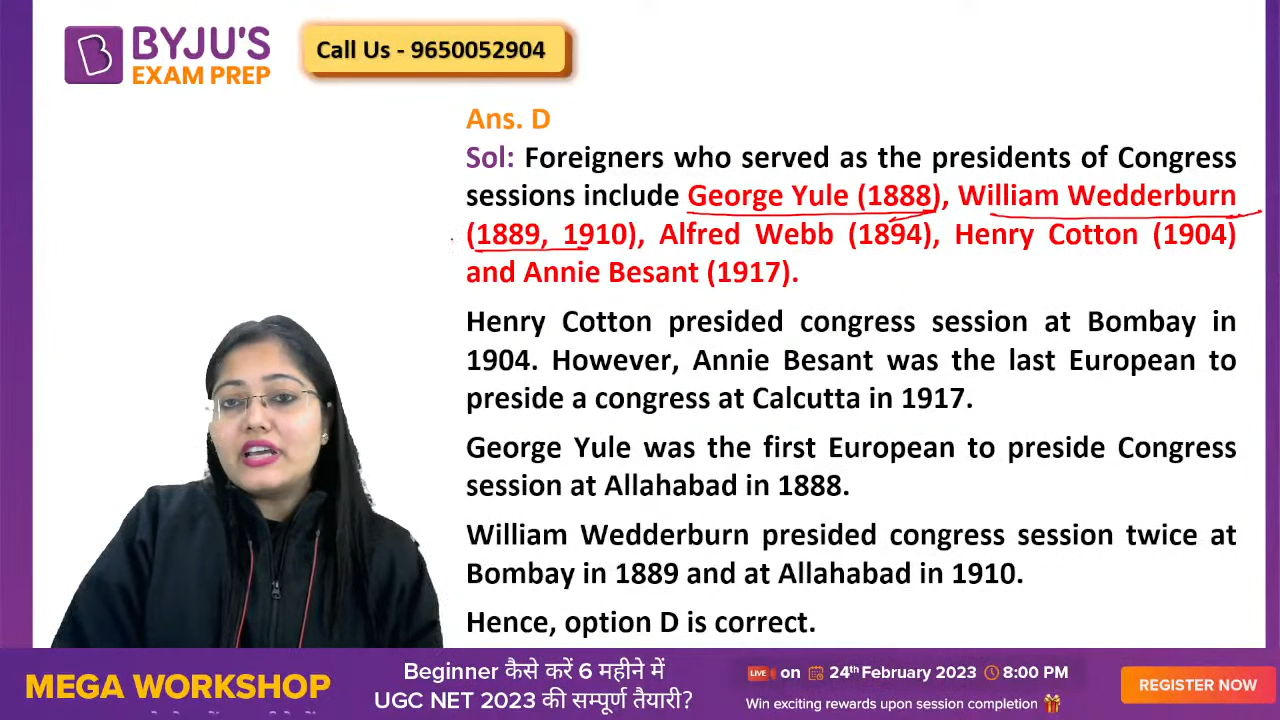 BYJU'S
EXAM PREP
Call Us - 9650052904
Ans. D
Sol: Foreigners who served as the presidents of Congress
sessions include George Yule (1888), William Wedderburn
(1889, 1910), Alfred Webb (1894), Henry Cotton (1904)
and Annie Besant (1917).
Henry Cotton presided congress session at Bombay in
1904. However, Annie Besant was the last European to
preside a congress at Calcutta in 1917.
George Yule was the first European to preside Congress
session at Allahabad in 1888.
William Wedderburn presided congress session twice at
Bombay in 1889 and at Allahabad in 1910.
Hence, option D is correct.
MEGA WORKSHOP
Beginner कैसे करें 6 महीने में
UGC NET 2023 की सम्पूर्ण तैयारी?
LIVE on 24th February 2023 8:00 PM
Win exciting rewards upon session completion
REGISTER NOW